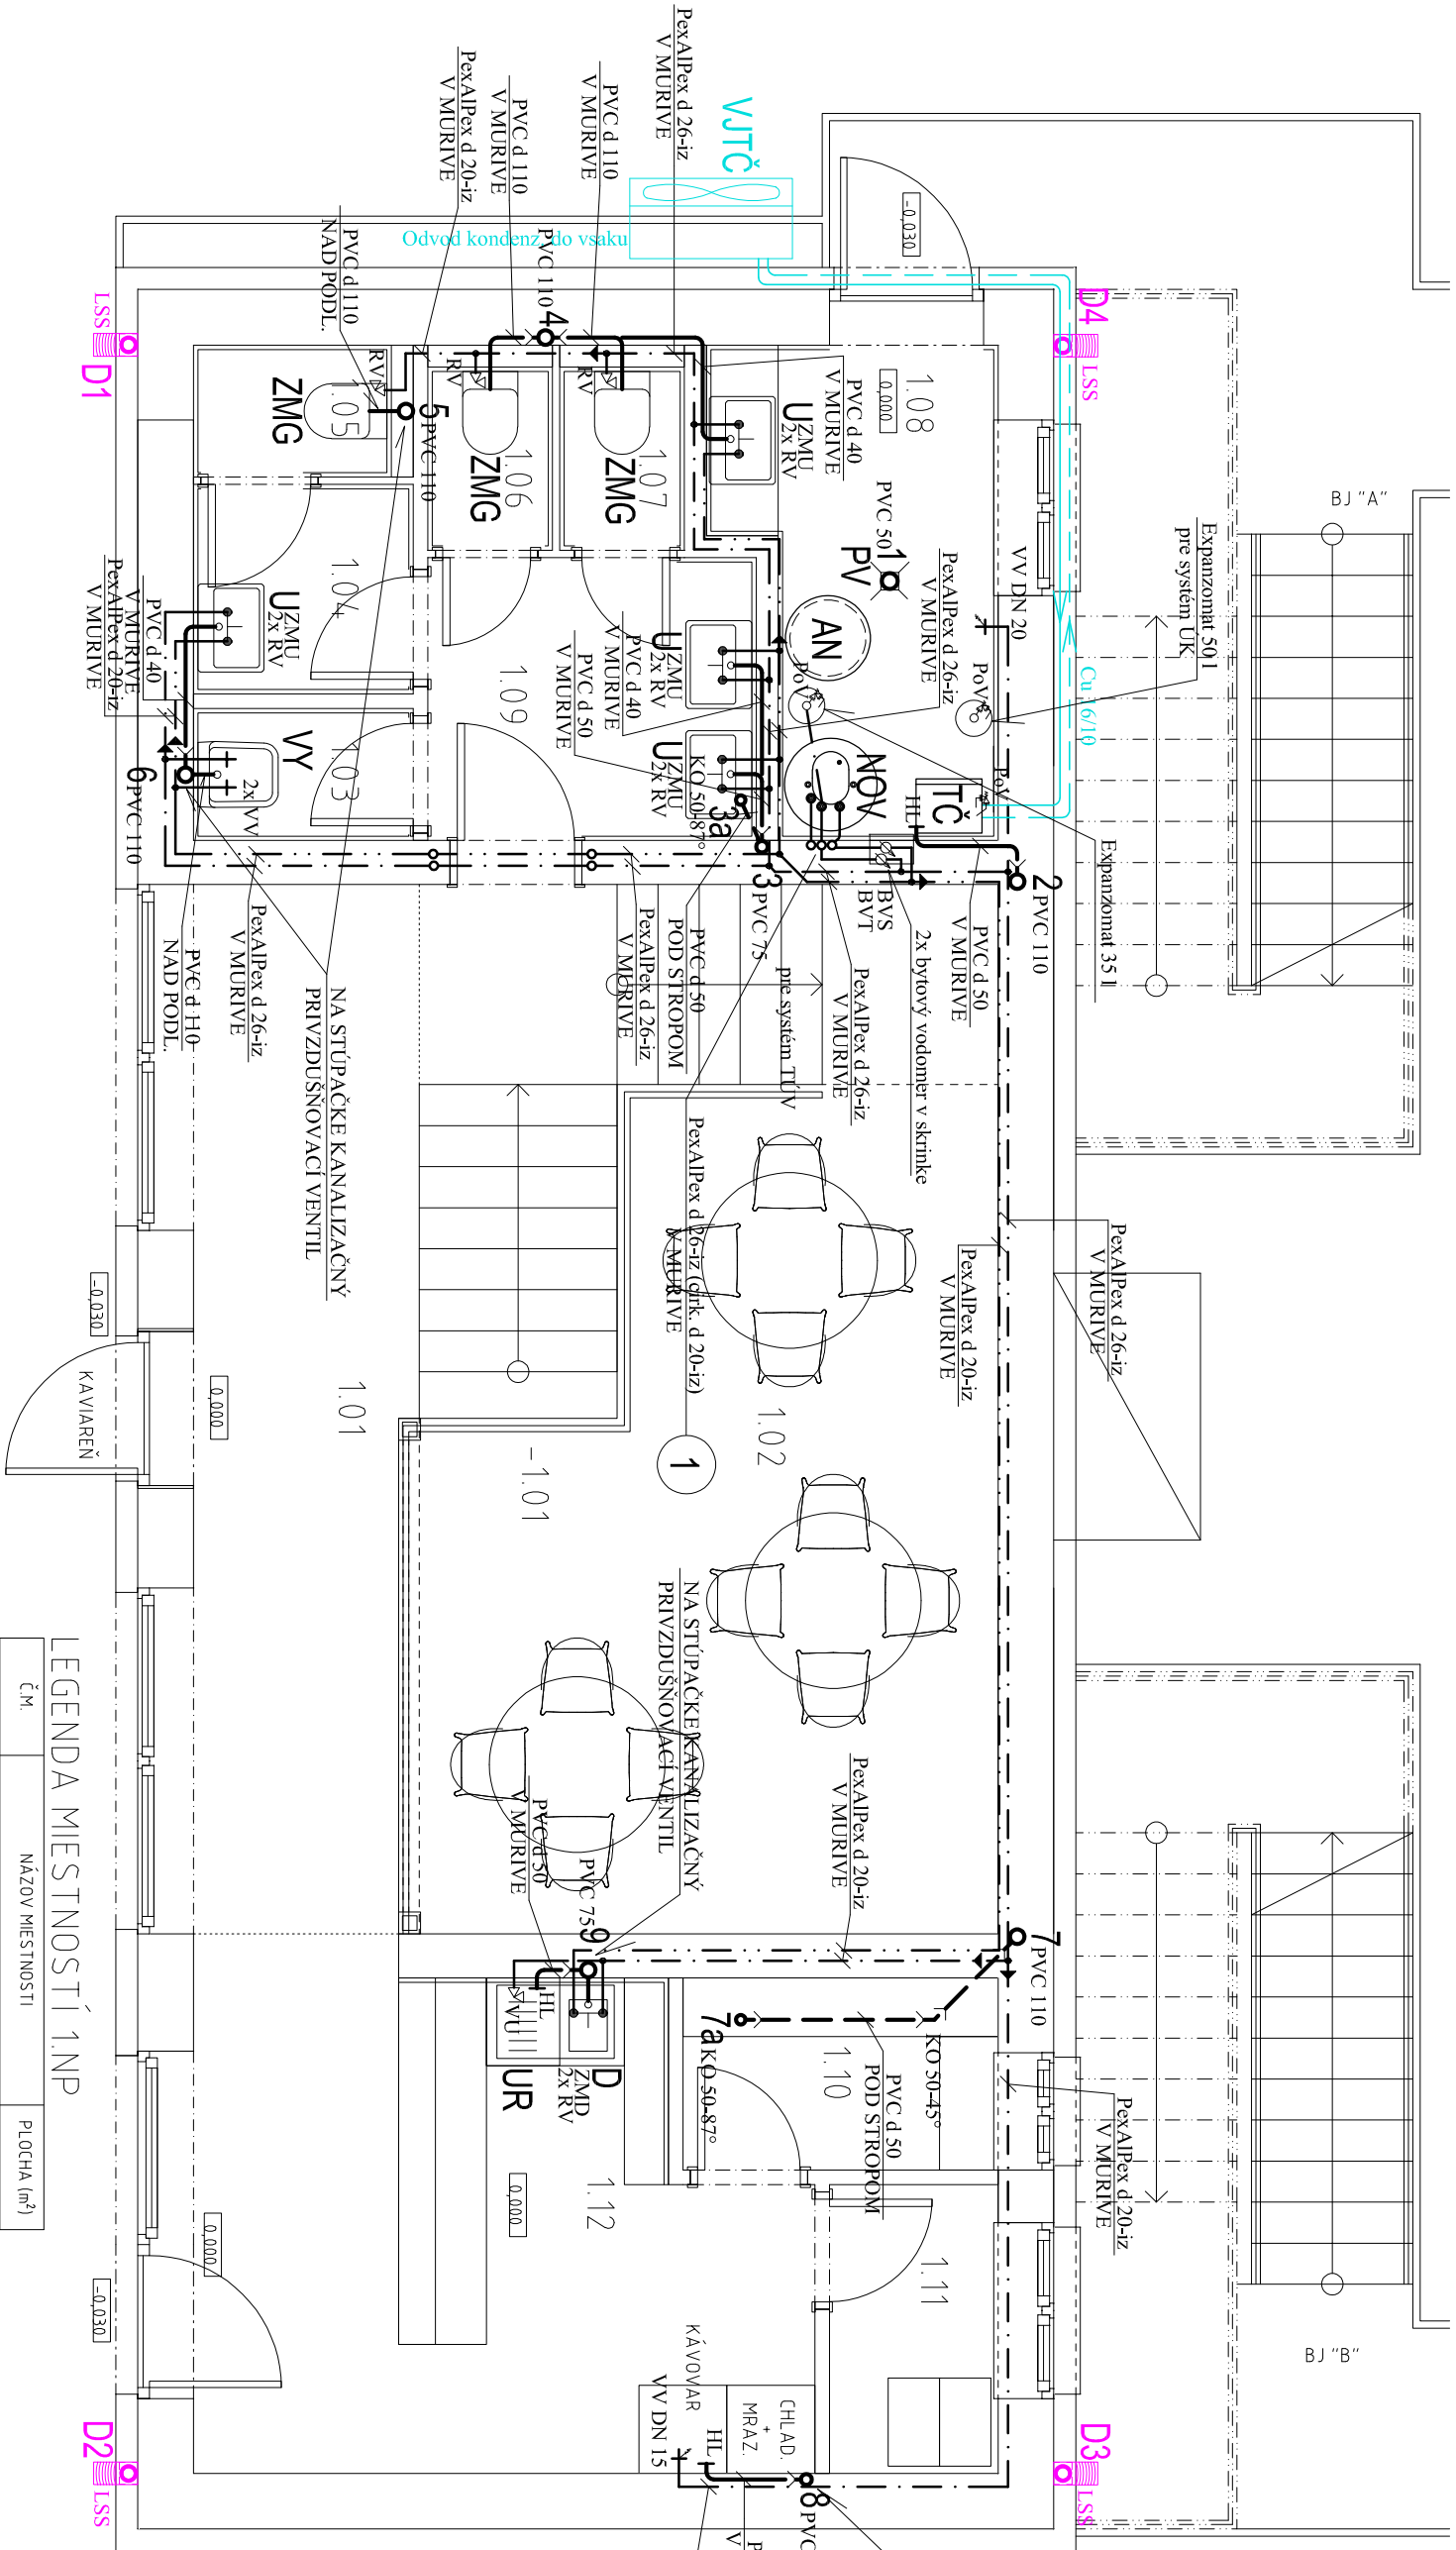 PexAlPex d 26-iz
V MURIVE
PVC d 110
V MURIVE
PVC d 110
V MURIVE
PexAlPex d 20-iz
V MURIVE
VJTČ
Odvod kondenz. do vsaku
PVC d 110
NAD PODL.
PVC 110
4
-0,030
D4
LSS
LSS
D1
RV
RV
RV
1.05
ZMG
5
PVC 110
1.06
ZMG
1.07
ZMG
U
ZMU
2x RV
PVC d 40
V MURIVE
1.08
0,000
PVC 50
1
PV
AN
PexAlPex d 26-iz
V MURIVE
VV DN 20
BJ "A"
Expanzomat 50 l
pre systém ÚK
Cu 16/10
PoV
PoV
PoV
NOV
TČ
HL
Expanzomat 35 l
pre systém TÚV
1.04
U
ZMU
2x RV
PVC d 40
V MURIVE
PexAlPex d 20-iz
V MURIVE
1.09
U
ZMU
2x RV
PVC d 40
V MURIVE
PVC d 50
V MURIVE
U
ZMU
2x RV
KO 50-87°
3a
3
PVC 75
VY
2x VV
1.03
6
PVC 110
2
PVC 110
BVS
BVT
2x bytový vodomer v skrinke
PVC d 50
V MURIVE
PexAlPex d 26-iz
V MURIVE
PVC d 50
POD STROPOM
PexAlPex d 26-iz
V MURIVE
PexAlPex d 26-iz
V MURIVE
PVC d 110
NAD PODL.
NA STÚPAČKE KANALIZAČNÝ
PRIVZDUŠŇOVACÍ VENTIL
PexAlPex d 26-iz (cirk. d 20-iz)
V MURIVE
1
PexAlPex d 20-iz
V MURIVE
PexAlPex d 26-iz
V MURIVE
-0,030
KAVIAREŇ
0,000
1.01
-1.01
1.02
NA STÚPAČKE KANALIZAČNÝ
PRIVZDUŠŇOVACÍ VENTIL
PVC d 50
V MURIVE
PVC 75
9
PexAlPex d 20-iz
V MURIVE
7
PVC 110
HL
VU
UR
D
ZMD
2x RV
7a
KO 50-87°
KO 50-45°
1.10
PVC d 50
POD STROPOM
PexAlPex d 20-iz
V MURIVE
1.12
0,000
1.11
BJ "B"
LEGENDA MIESTNOSTÍ 1.NP
Č.M.
NÁZOV MIESTNOSTI
PLOCHA (m²)
0,000
-0,030
KÁVOVAR
VV DN 15
HL
CHLAD.
+
MRAZ.
8
PVC
D2
LSS
D3
LSS